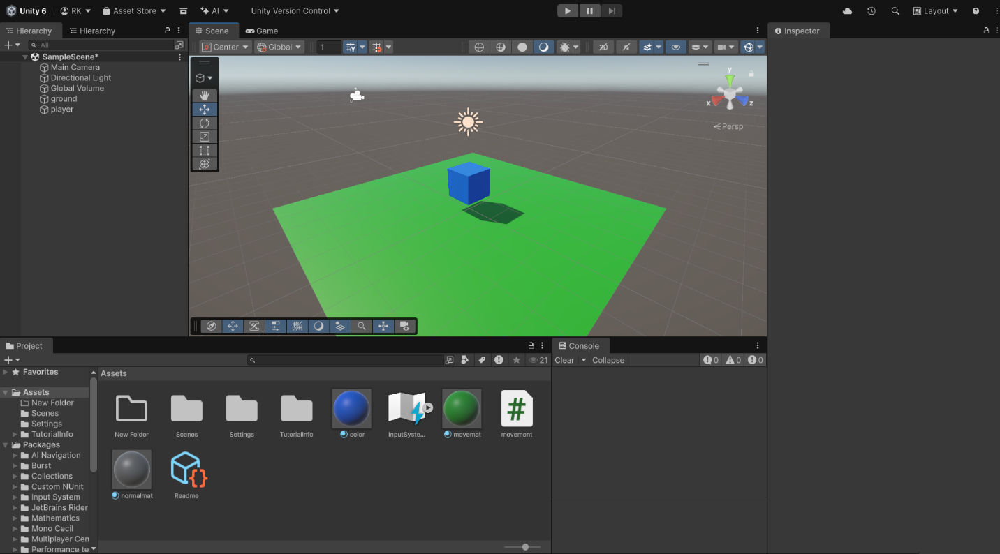 Unity 6 RK Asset Store AI Unity Version Control Layout
Hierarchy Hierarchy
All
SampleScene*
Main Camera
Directional Light
Global Volume
ground
player
Scene Game
Center Global 1
y
x z
Persp
Inspector
Project
21
Favorites
Assets
New Folder
Scenes
Settings
TutorialInfo
Packages
AI Navigation
Burst
Collections
Custom NUnit
Input System
JetBrains Rider
Mathematics
Mono Cecil
Multiplayer Cen
Performance te
Assets
New Folder Scenes Settings TutorialInfo color InputSyste... movemat movement
normalmat Readme
Console
Clear Collapse 0 0 0